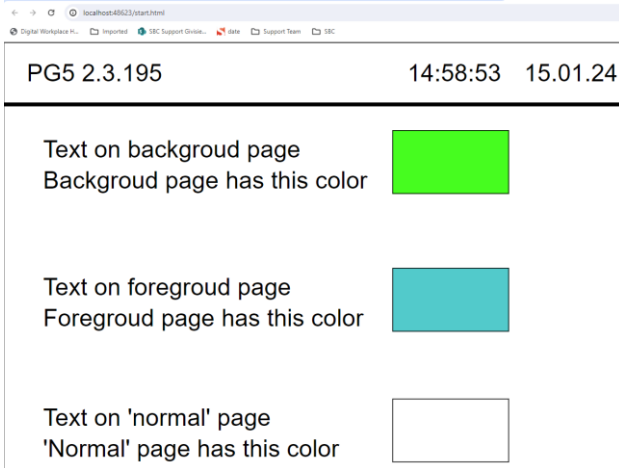 localhost:48623/start.html
Digital Workplace H... Imported SBC Support Givisie... date Support Team SBC
PG5 2.3.195 14:58:53 15.01.24
Text on backgroud page
Backgroud page has this color
Text on foregroud page
Foregroud page has this color
Text on 'normal' page
'Normal' page has this color